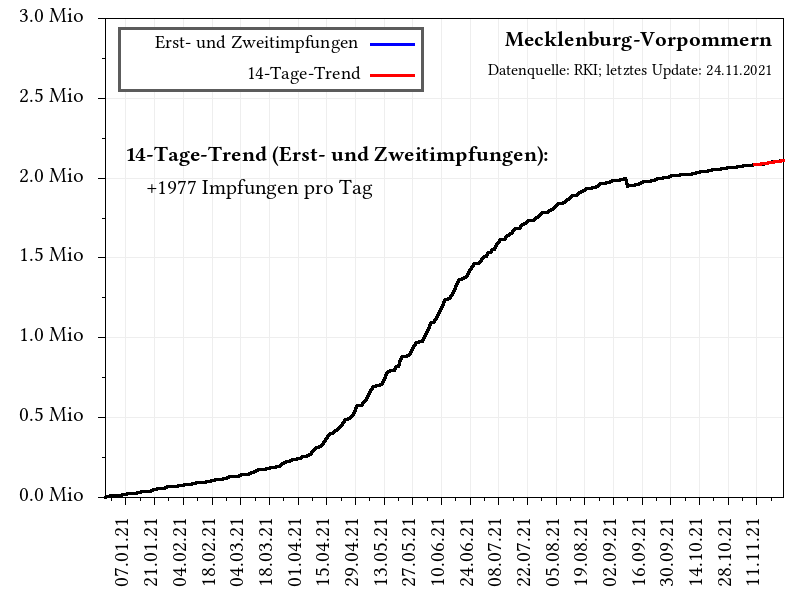 3.0 Mio
2.5 Mio
2.0 Mio
1.5 Mio
1.0 Mio
0.5 Mio
0.0 Mio
Erst- und Zweitimpfungen
14-Tage-Trend
Mecklenburg-Vorpommern
Datenquelle: RKI; letztes Update: 24.11.2021
14-Tage-Trend (Erst- und Zweitimpfungen):
+1977 Impfungen pro Tag
07.01.21
21.01.21
04.02.21
18.02.21
04.03.21
18.03.21
01.04.21
15.04.21
29.04.21
13.05.21
27.05.21
10.06.21
24.06.21
08.07.21
22.07.21
05.08.21
19.08.21
02.09.21
16.09.21
30.09.21
14.10.21
28.10.21
11.11.21